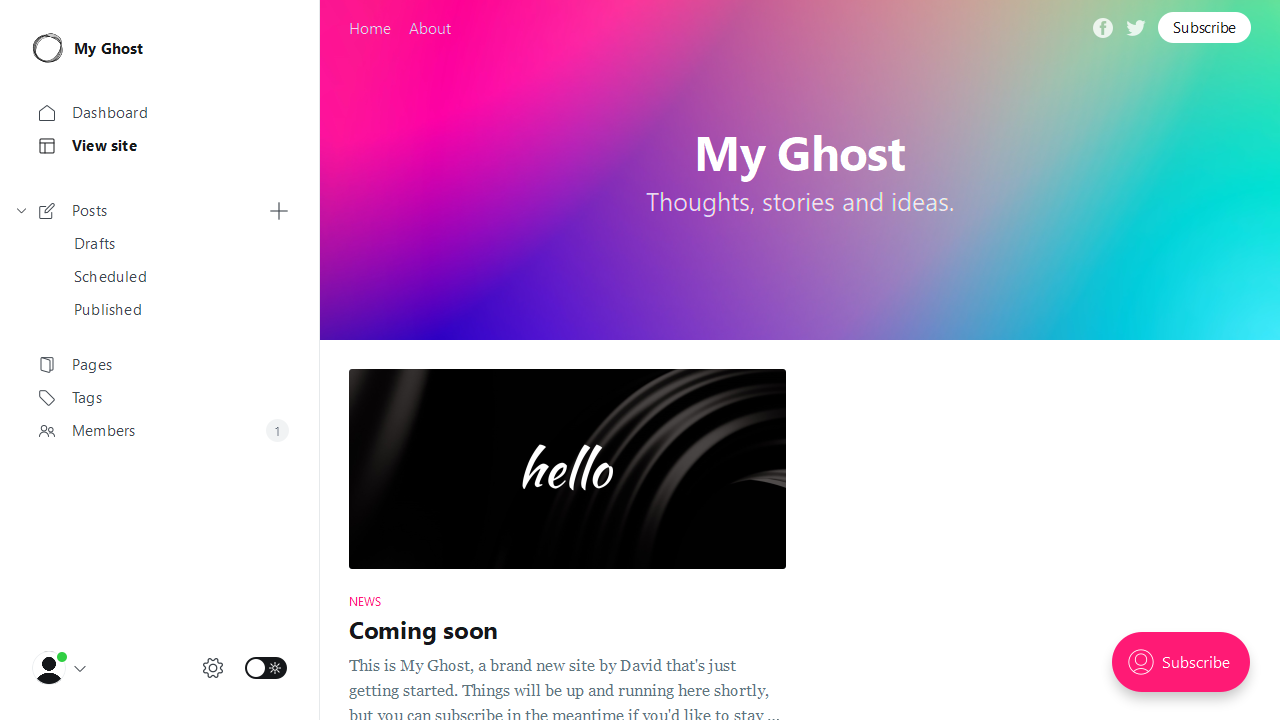 My Ghost
Dashboard
View site
Posts
Drafts
Scheduled
Published
Pages
Tags
Members 1
Home About Subscribe
My Ghost
Thoughts, stories and ideas.
hello
NEWS
Coming soon
This is My Ghost, a brand new site by David that's just
getting started. Things will be up and running here shortly,
but you can subscribe in the meantime if you'd like to stay ...
Subscribe